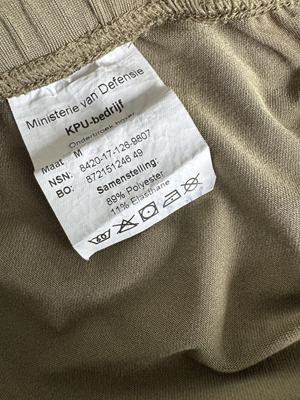 Ministerie van Defensie
KPU-bedrijf
Onderbroek
Maat: M
NSN: 8420-17-126-9807
BO: 872151248 49
Samenstelling:
89% Polyester
11% Elasthane